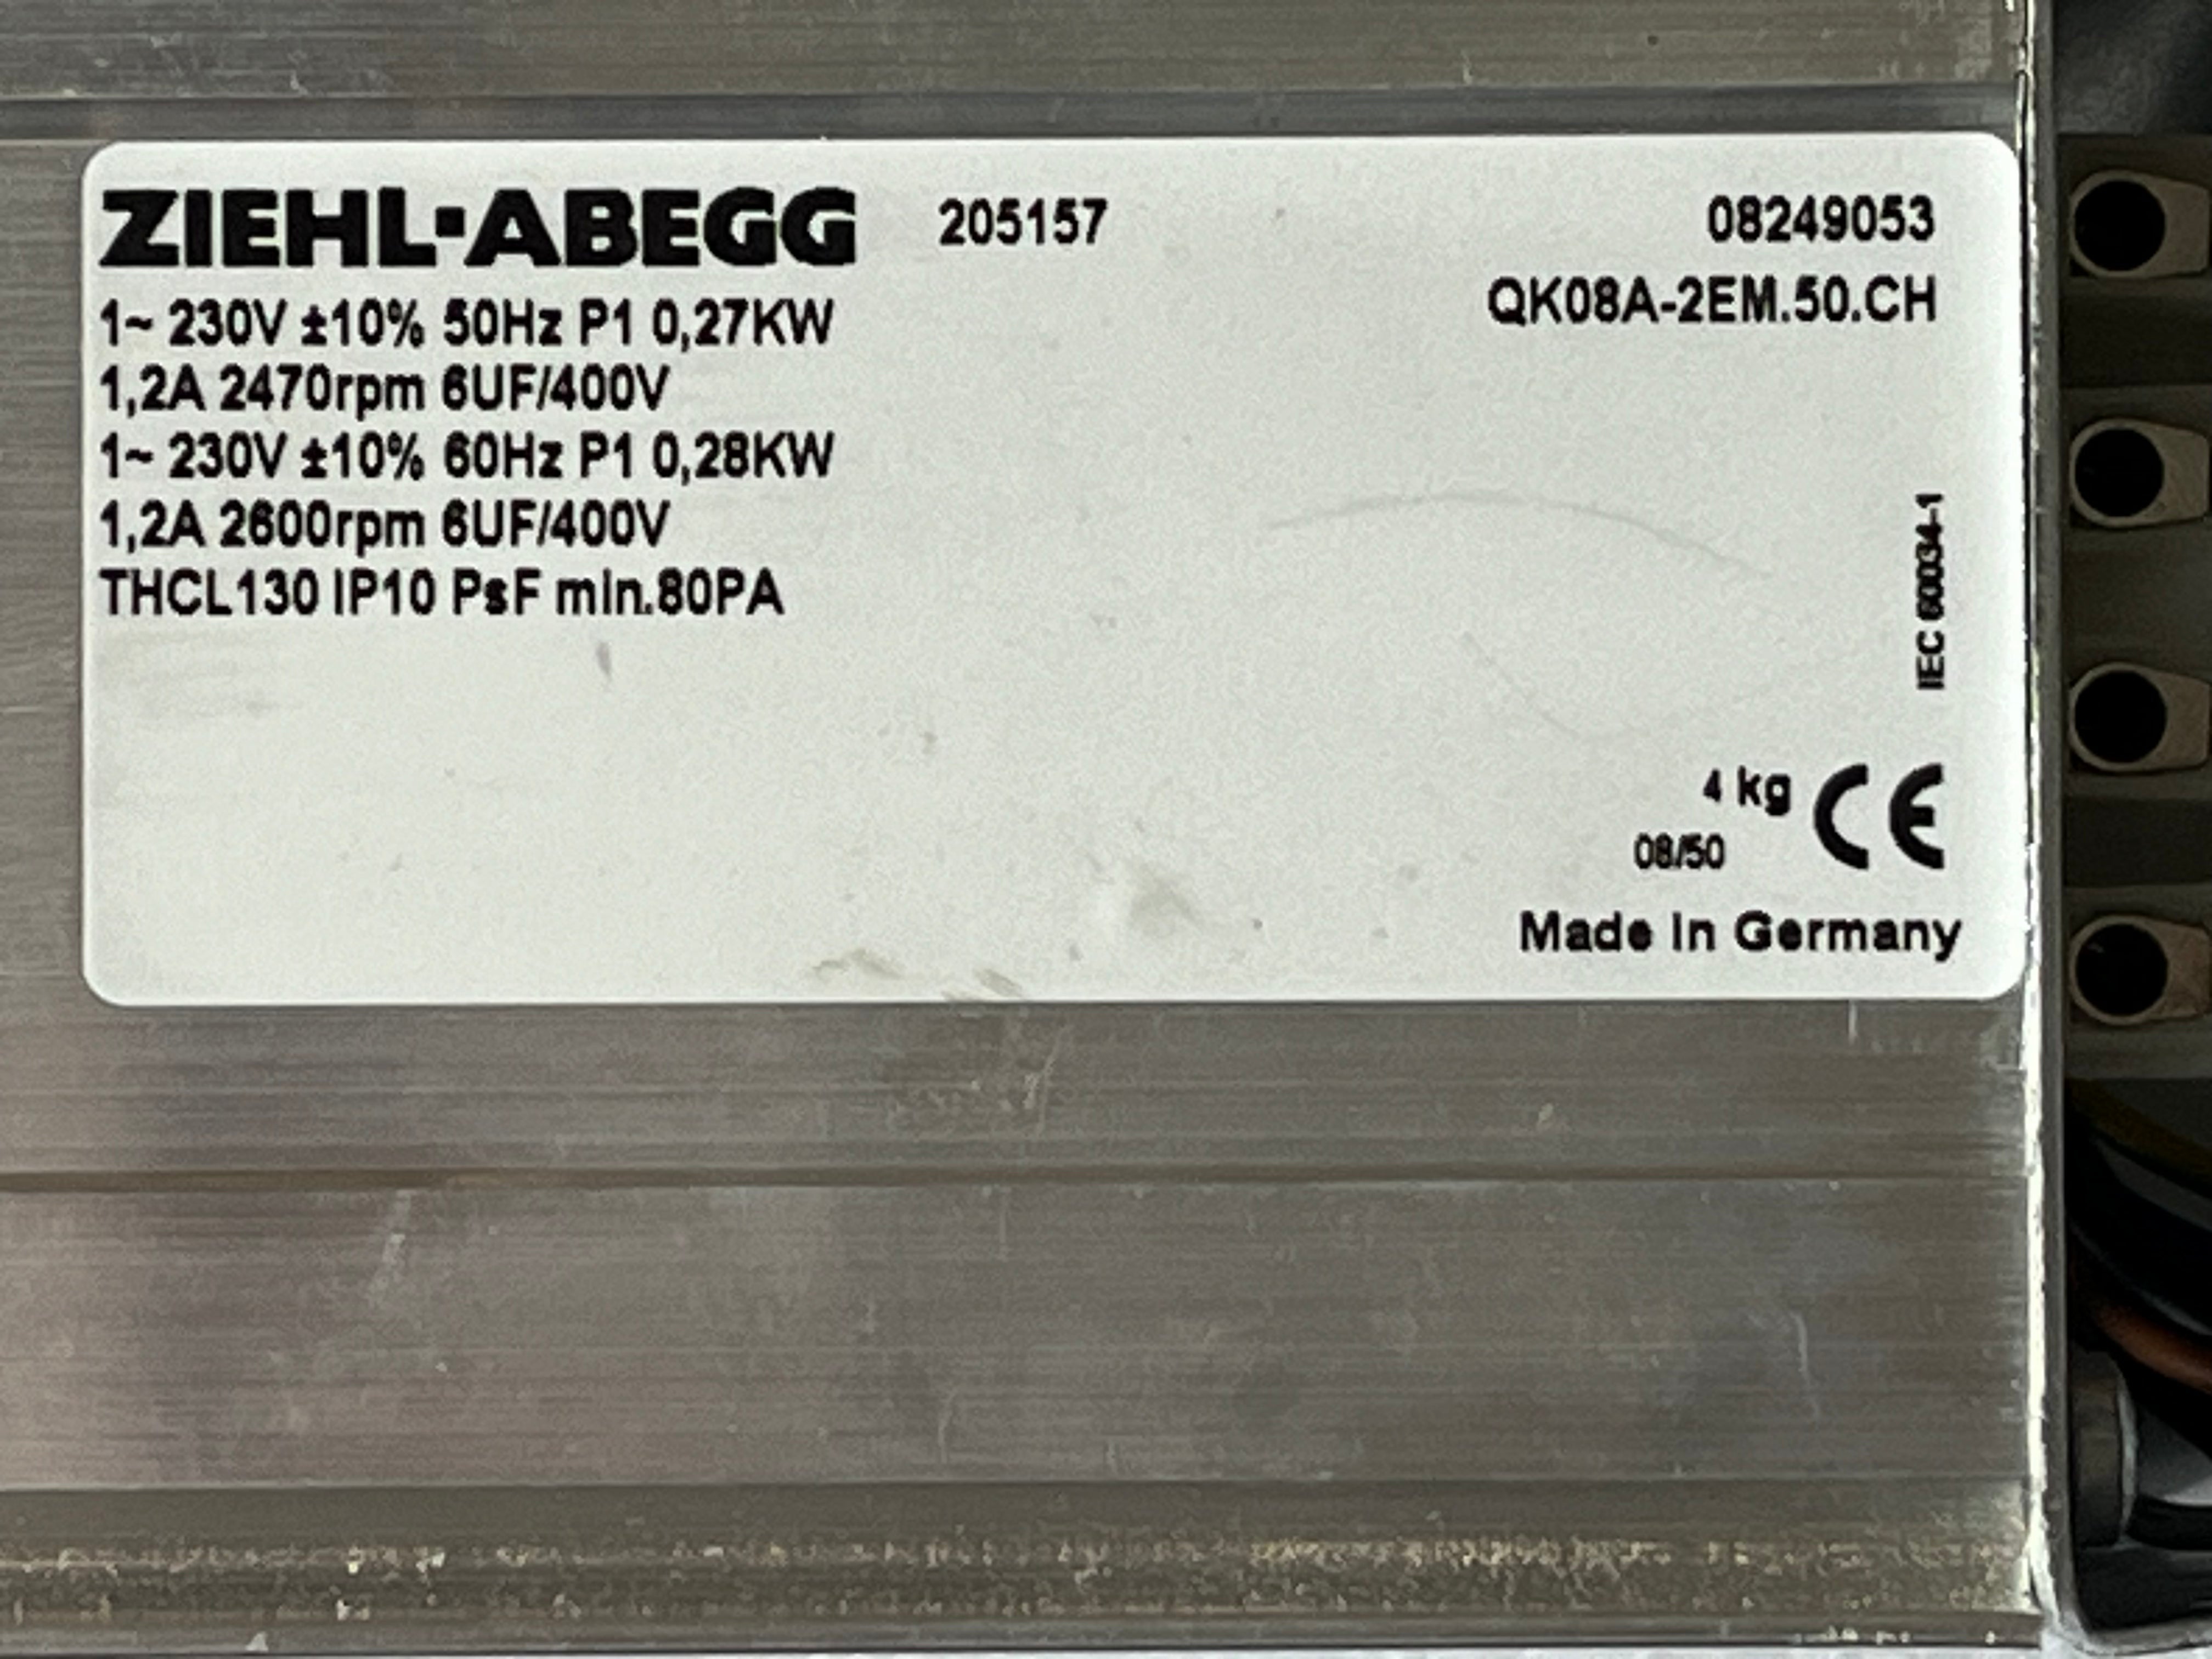 ZIEHL-ABEGG 205157 08249053
QK08A-2EM.50.CH
1~ 230V ±10% 50Hz P1 0,27KW
1,2A 2470rpm 6UF/400V
1~ 230V ±10% 60Hz P1 0,28KW
1,2A 2600rpm 6UF/400V
THCL130 IP10 PsF min.80PA
IEC 60034-1
4 kg CE
08/50
Made in Germany